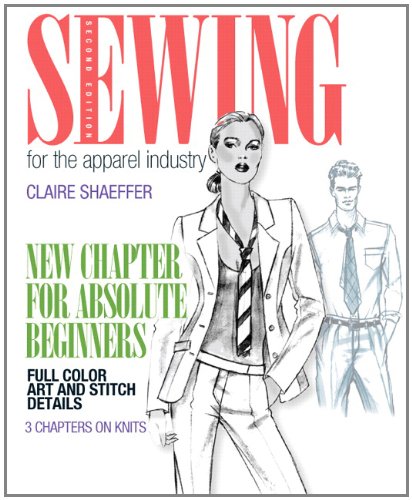 SEWING
SECOND EDITION
for the apparel industry
CLAIRE SHAEFFER
NEW CHAPTER
FOR ABSOLUTE
BEGINNERS
FULL COLOR
ART AND STITCH
DETAILS
3 CHAPTERS ON KNITS